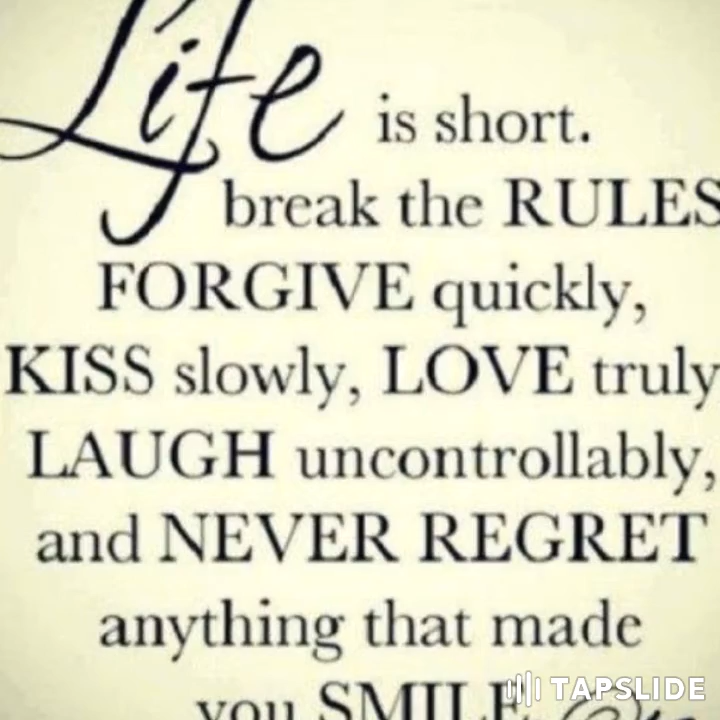 Life is short.
break the RULES
FORGIVE quickly,
KISS slowly, LOVE truly
LAUGH uncontrollably,
and NEVER REGRET
anything that made
you SMILE
TAPSLIDE